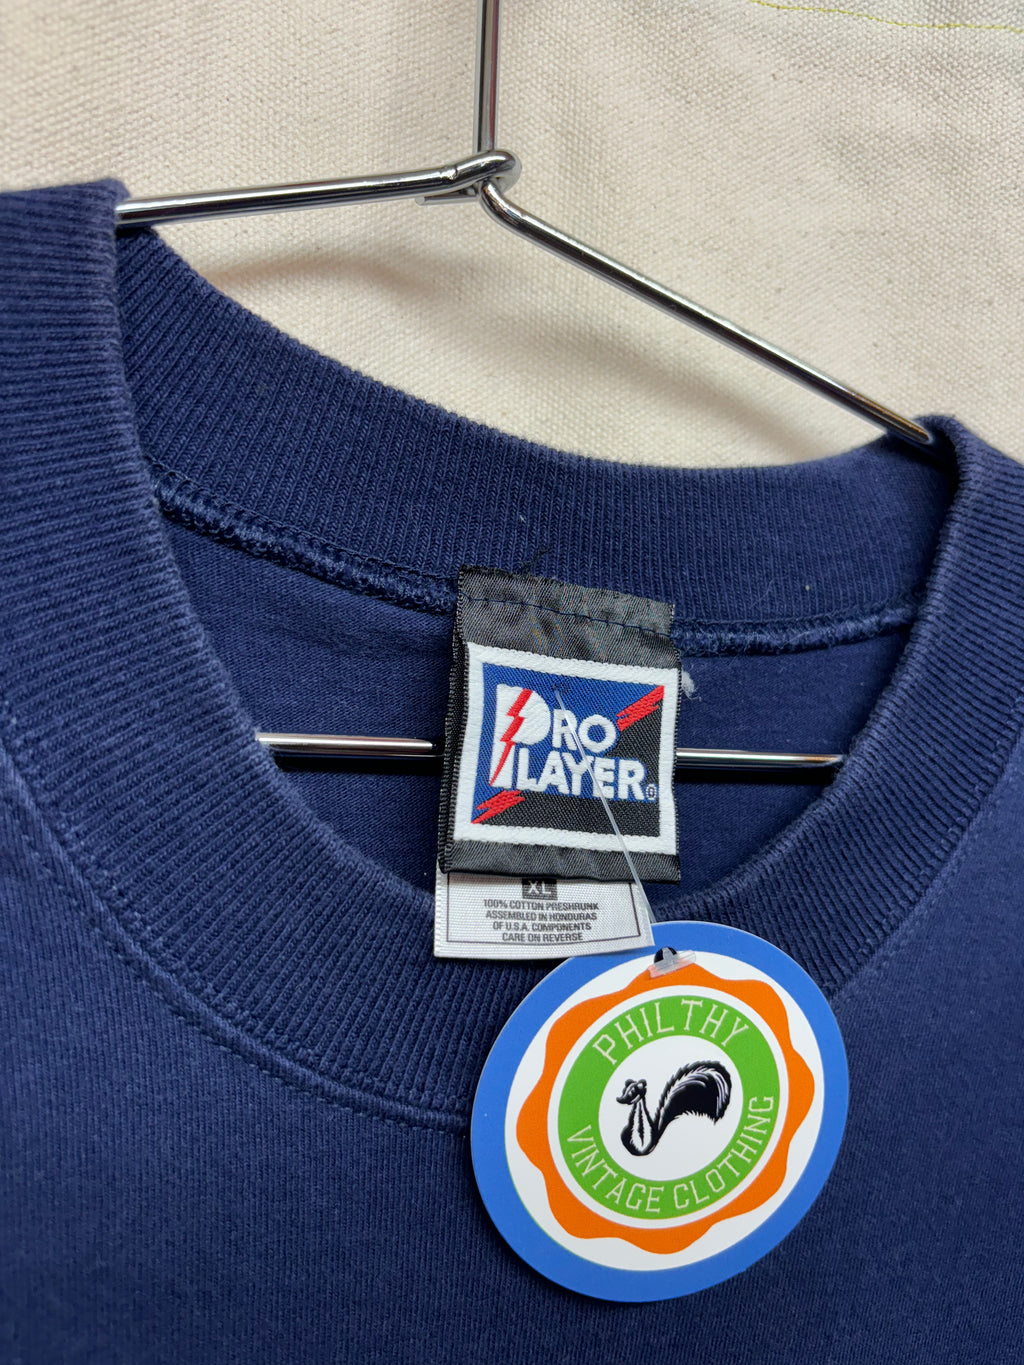 PRO
PLAYER®
XL
100% COTTON PRESHRUNK
ASSEMBLED IN HONDURAS
OF U.S.A. COMPONENTS
CARE ON REVERSE
PHILTHY
VINTAGE CLOTHING